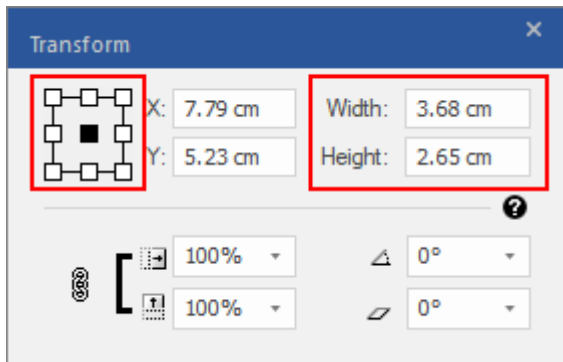 Transform
X: 7.79 cm Width: 3.68 cm
Y: 5.23 cm Height: 2.65 cm
?
100% 0°
100% 0°